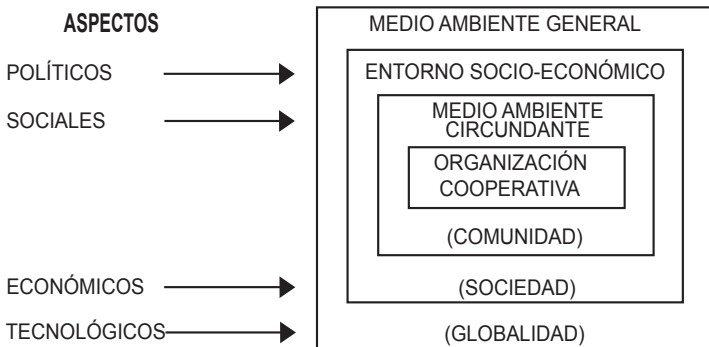 ASPECTOS
POLÍTICOS
SOCIALES
ECONÓMICOS
TECNOLÓGICOS
MEDIO AMBIENTE GENERAL
ENTORNO SOCIO-ECONÓMICO
MEDIO AMBIENTE
CIRCUNDANTE
ORGANIZACIÓN
COOPERATIVA
(COMUNIDAD)
(SOCIEDAD)
(GLOBALIDAD)